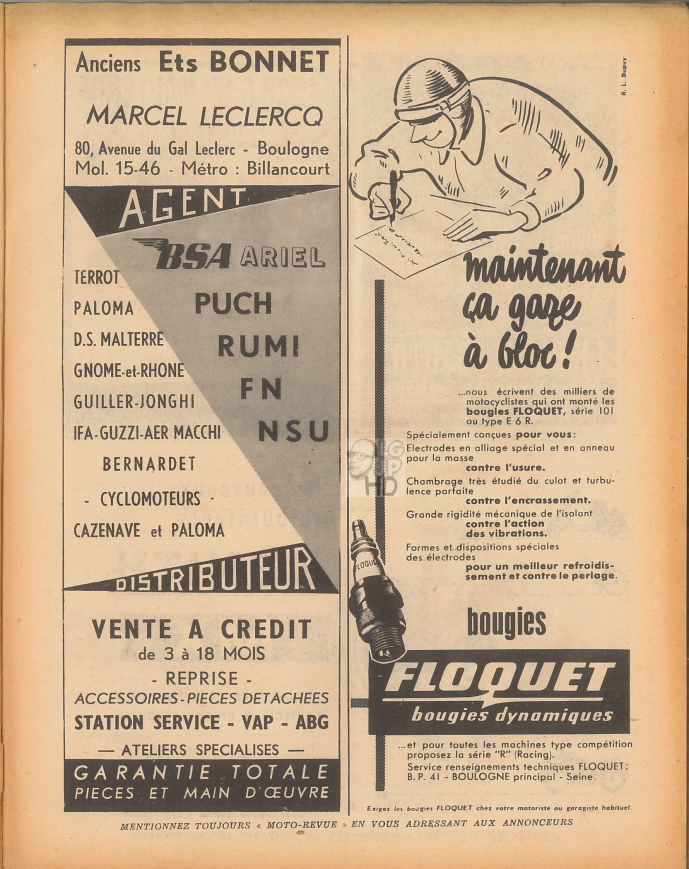 Anciens Ets BONNET
MARCEL LECLERCQ
80, Avenue du Gal Leclerc - Boulogne
Mol. 15-46 - Métro : Billancourt
AGENT
BSA ARIEL
TERROT
PALOMA
D.S. MALTERRE
GNOME-et-RHONE
GUILLER-JONGHI
IFA-GUZZI-AER MACCHI
BERNARDET
- CYCLOMOTEURS -
CAZENAVE et PALOMA
PUCH
RUMI
FN
NSU
DISTRIBUTEUR
VENTE A CREDIT
de 3 à 18 MOIS
- REPRISE -
ACCESSOIRES-PIECES DETACHEES
STATION SERVICE - VAP - ABG
— ATELIERS SPECIALISES —
GARANTIE TOTALE
PIECES ET MAIN D'ŒUVRE
R. L. Dupuy
maintenant
ça gaze
à bloc !
...nous écrivent des milliers de
motocyclistes qui ont monté les
bougies FLOQUET, série 101
ou type E 6 R.
Spécialement conçues pour vous :
Electrodes en alliage spécial et en anneau
pour la masse
contre l'usure.
Chambrage très étudié du culot et turbu-
lence parfaite
contre l'encrassement.
Grande rigidité mécanique de l'isolant
contre l'action
des vibrations.
Formes et dispositions spéciales
des électrodes
pour un meilleur refroidis-
sement et contre le perlage.
FLOQUET
bougies
FLOQUET
bougies dynamiques
...et pour toutes les machines type compétition
proposez la série "R" (Racing).
Service renseignements techniques FLOQUET :
B.P. 41 - BOULOGNE principal - Seine.
Exigez les bougies FLOQUET chez votre motoriste ou garagiste habituel.
MENTIONNEZ TOUJOURS « MOTO-REVUE » EN VOUS ADRESSANT AUX ANNONCEURS
HD